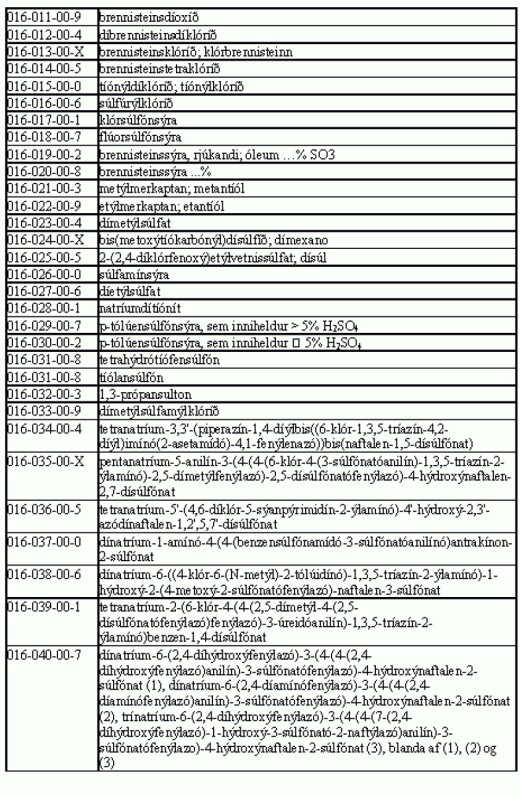 016-011-00-9 brennisteinsdíoxíð
016-012-00-4 díbrennisteinsdíklóríð
016-013-00-X brennisteinsklóríð; klórbrennisteinn
016-014-00-5 brennisteinstetraklóríð
016-015-00-0 tíónýldíklóríð; tíónýlklóríð
016-016-00-6 súlfúrýlklóríð
016-017-00-1 klórsúlfónsýra
016-018-00-7 flúorsúlfónsýra
016-019-00-2 brennisteinssýra, rjúkandi; óleum …% SO3
016-020-00-8 brennisteinssýra ...%
016-021-00-3 metýlmerkaptan; metantíól
016-022-00-9 etýlmerkaptan; etantíól
016-023-00-4 dímetýlsúlfat
016-024-00-X bis(metoxýtíókarbónýl)dísúlfíð; dímexano
016-025-00-5 2-(2,4-díklórfenoxý)etýlvetnissúlfat; dísúl
016-026-00-0 súlfamínsýra
016-027-00-6 díetýlsúlfat
016-028-00-1 natríumdítíónít
016-029-00-7 p-tólúensúlfónsýra, sem inniheldur > 5% H₂SO₄
016-030-00-2 p-tólúensúlfónsýra, sem inniheldur □ 5% H₂SO₄
016-031-00-8 tetrahýdrótíófensúlfón
016-031-00-8 tíólansúlfón
016-032-00-3 1,3-própansulton
016-033-00-9 dímetýlsúlfamýlklóríð
016-034-00-4 tetranatríum-3,3'-(piperazín-1,4-díýlbis((6-klór-1,3,5-tríazín-4,2-
díýl)imínó(2-asetamídó)-4,1-fenýlenazó))bis(naftalen-1,5-dísúlfónat)
016-035-00-X pentanatríum-5-anilín-3-(4-(4-(6-klór-4-(3-súlfónatóanilín)-1,3,5-tríazín-2-
ýlamínó)-2,5-dímetýlfenýlazó)-2,5-dísúlfónatófenýlazó)-4-hýdroxýnaftalen-
2,7-dísúlfónat
016-036-00-5 tetranatríum-5'-(4,6-díklór-5-sýanpýrimidín-2-ýlamínó)-4'-hýdroxý-2,3'-
azódínaftalen-1,2',5,7'-dísúlfónat
016-037-00-0 dínatríum-1-amínó-4-(4-(benzensúlfónamídó-3-súlfónatóanilínó)antrakínon-
2-súlfónat
016-038-00-6 dínatríum-6-((4-klór-6-(N-metýl)-2-tólúidínó)-1,3,5-tríazín-2-ýlamínó)-1-
hýdroxý-2-(4-metoxý-2-súlfónatófenýlazó)-naftalen-3-súlfónat
016-039-00-1 tetranatríum-2-(6-klór-4-(4-(2,5-dímetýl-4-(2,5-
dísúlfónatófenýlazó)fenýlazó)-3-úreidóanilín)-1,3,5-tríazín-2-
ýlamínó)benzen-1,4-dísúlfónat
016-040-00-7 dínatríum-6-(2,4-díhýdroxýfenýlazó)-3-(4-(4-(2,4-
díhýdroxýfenýlazó)anilín)-3-súlfónatófenýlazó)-4-hýdroxýnaftalen-2-
súlfónat (1), dínatríum-6-(2,4-díamínófenýlazó)-3-(4-(4-(2,4-
díamínófenýlazó)anilín)-3-súlfónatófenýlazó)-4-hýdroxýnaftalen-2-súlfónat
(2), trínatríum-6-(2,4-díhýdroxýfenýlazó)-3-(4-(4-(7-(2,4-
díhýdroxýfenýlazó)-1-hýdroxý-3-súlfónató-2-naftýlazó)anilín)-3-
súlfónatófenýlazo)-4-hýdroxýnaftalen-2-súlfónat (3), blanda af (1), (2) og
(3)